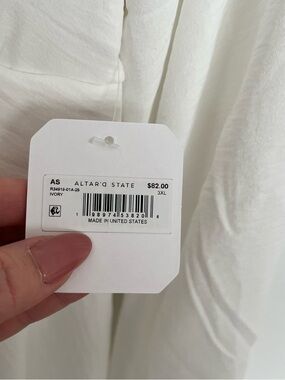 AS ALTAR'D STATE $82.00
IVORY 3XL
MADE IN UNITED STATES